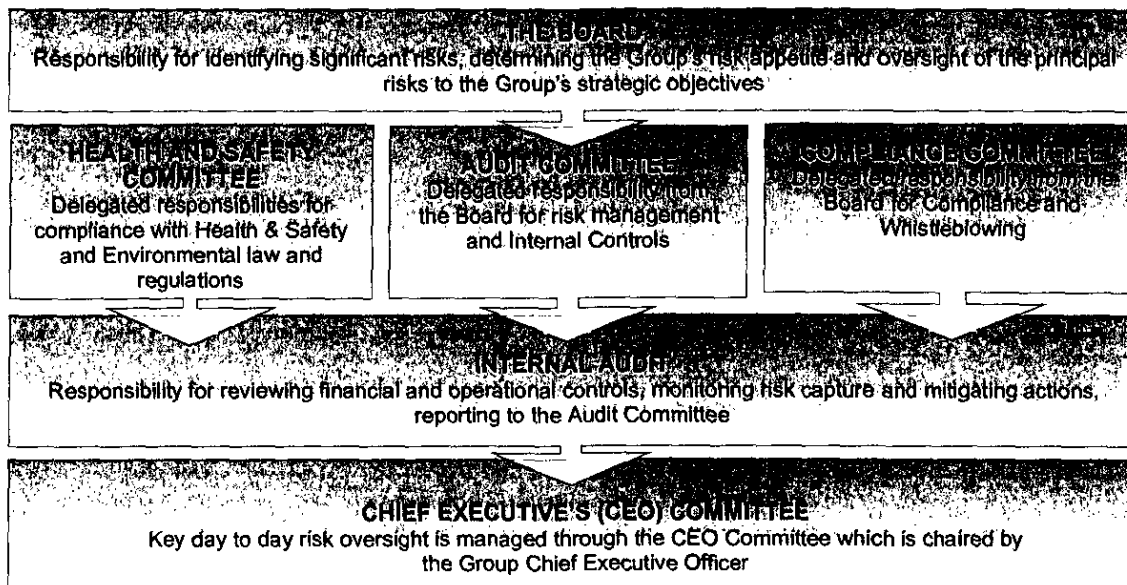 THE BOARD
Responsibility for identifying significant risks, determining the Group's risk appetite and oversight of the principal
risks to the Group's strategic objectives
HEALTH AND SAFETY
COMMITTEE
Delegated responsibilities for
compliance with Health & Safety
and Environmental law and
regulations
AUDIT COMMITTEE
Delegated responsibility from
the Board for risk management
and Internal Controls
COMPLIANCE COMMITTEE
Delegated responsibility from the
Board for Compliance and
Whistleblowing
INTERNAL AUDIT
Responsibility for reviewing financial and operational controls, monitoring risk capture and mitigating actions,
reporting to the Audit Committee
CHIEF EXECUTIVE'S (CEO) COMMITTEE
Key day to day risk oversight is managed through the CEO Committee which is chaired by
the Group Chief Executive Officer